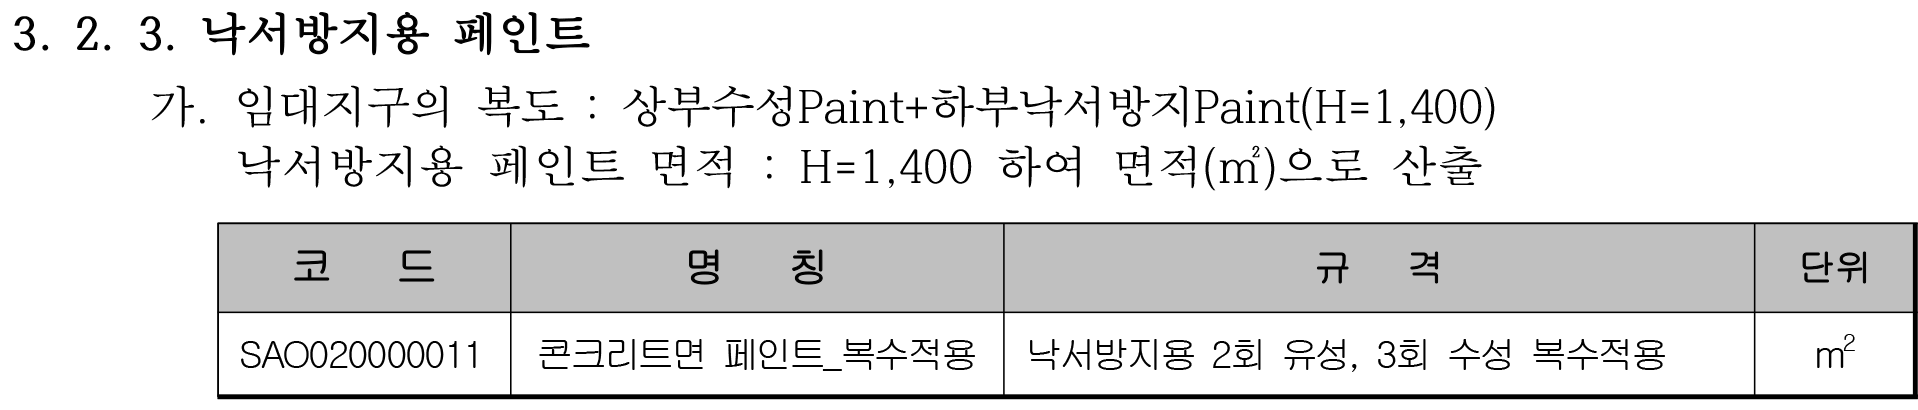 3. 2. 3. 낙서방지용 페인트
가. 임대지구의 복도 : 상부수성Paint+하부낙서방지Paint(H=1,400)
낙서방지용 페인트 면적 : H=1,400 하여 면적(㎡)으로 산출
코 드 명 칭 규 격 단위
SAO020000011 콘크리트면 페인트_복수적용 낙서방지용 2회 유성, 3회 수성 복수적용 m²